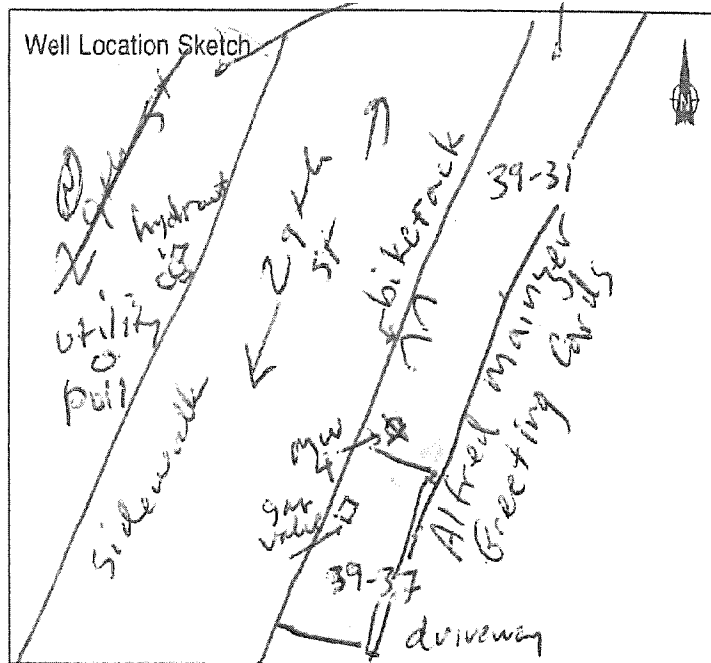 Well Location Sketch
N
hydrant
utility
pull
sidewalk
29th
St
bikerack
39-31
Alfred Mainzer
Greeting Cards
MW
4
gas
valve
39-37
driveway